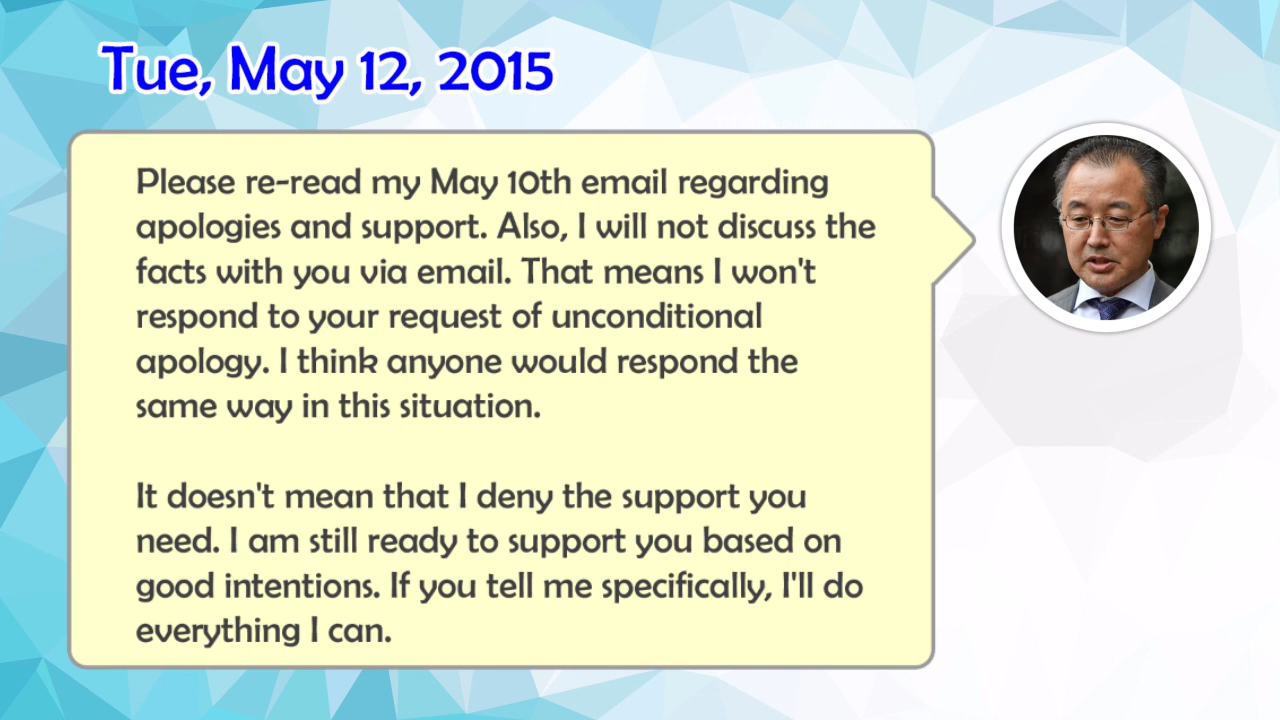 Tue, May 12, 2015
Please re-read my May 10th email regarding
apologies and support. Also, I will not discuss the
facts with you via email. That means I won't
respond to your request of unconditional
apology. I think anyone would respond the
same way in this situation.
It doesn't mean that I deny the support you
need. I am still ready to support you based on
good intentions. If you tell me specifically, I'll do
everything I can.